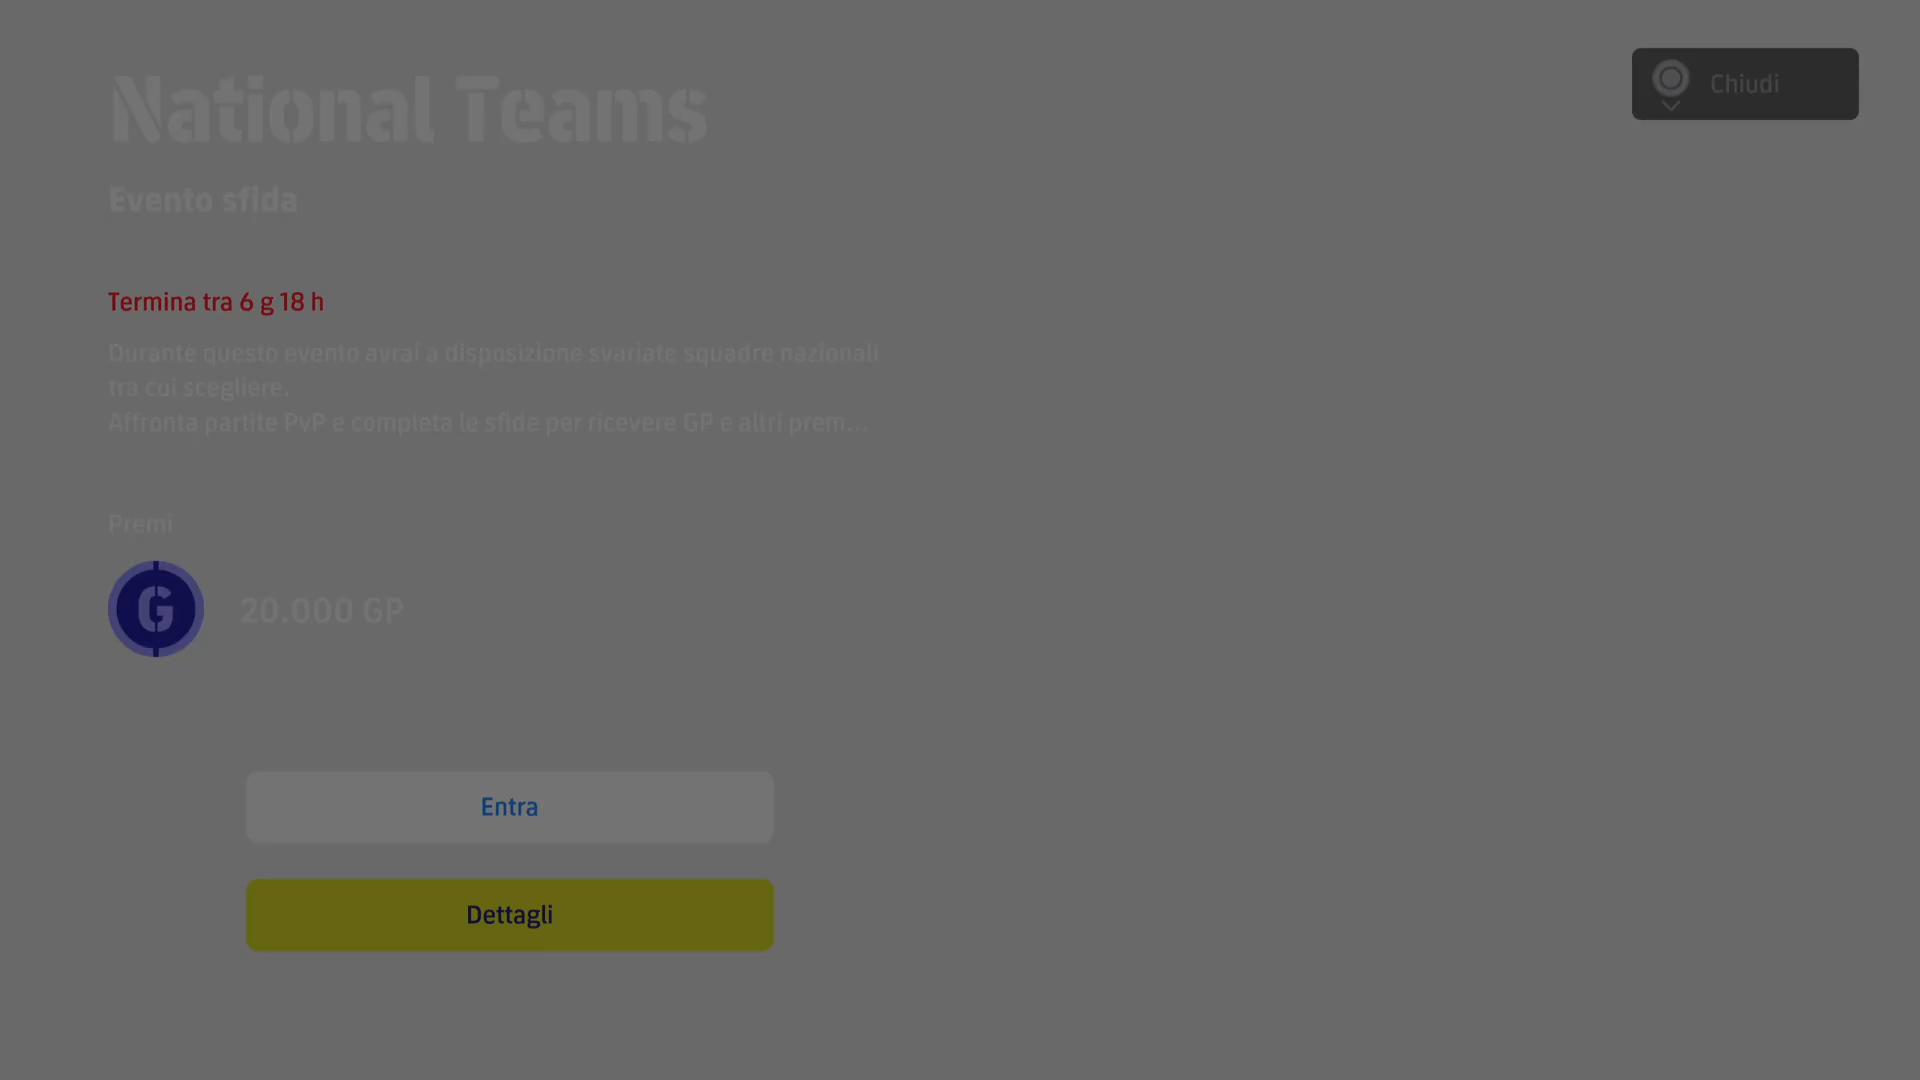 National Teams
Chiudi
Evento sfida
Termina tra 6 g 18 h
Durante questo evento avrai a disposizione svariate squadre nazionali
tra cui scegliere.
Affronta partite PvP e completa le sfide per ricevere GP e altri prem...
Premi
G
20.000 GP
Entra
Dettagli